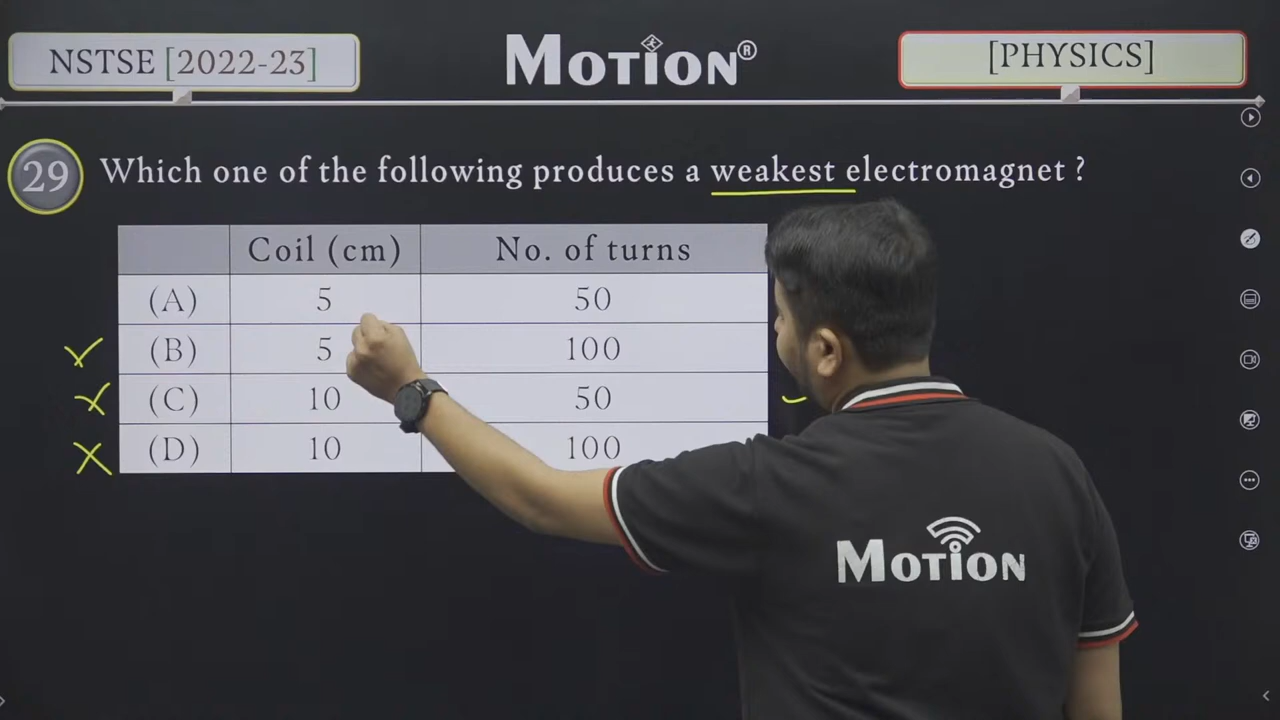 NSTSE [2022-23]
MOTION®
[PHYSICS]
29 Which one of the following produces a weakest electromagnet ?
Coil (cm) No. of turns
(A) 5 50
(B) 5 100
(C) 10 50
(D) 10 100
MOTION